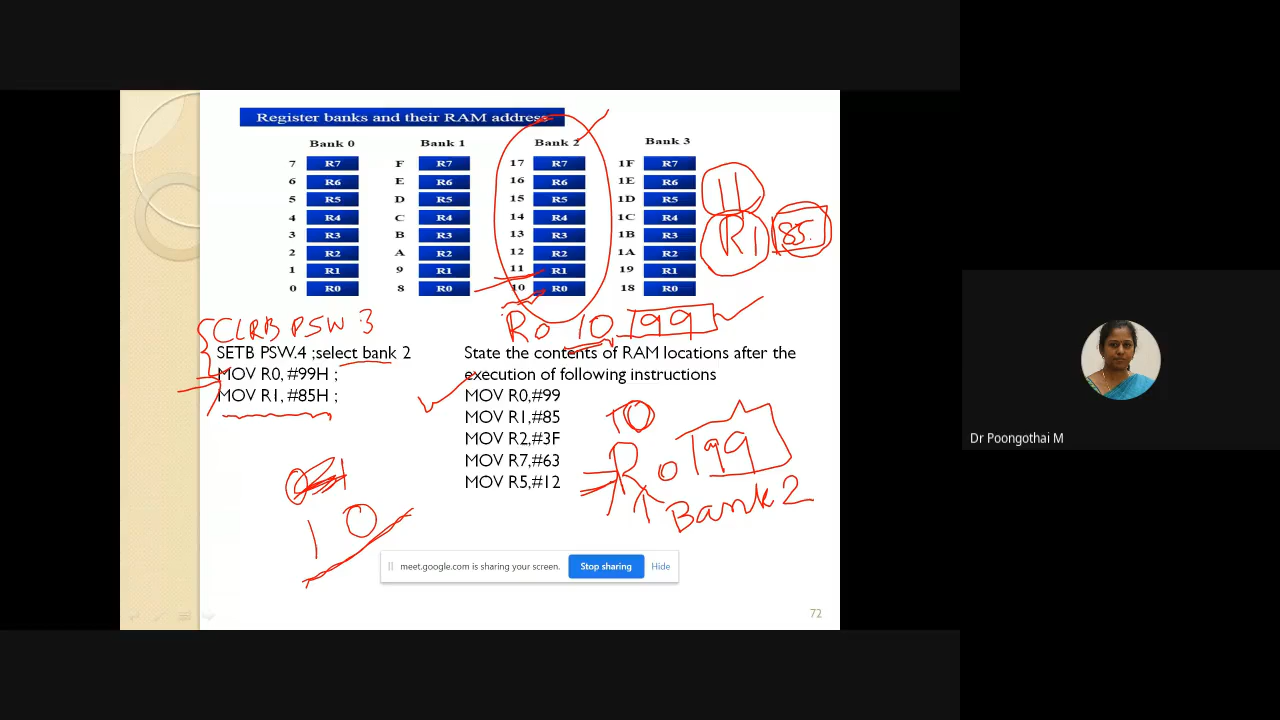 Register banks and their RAM address
Bank 0 Bank 1 Bank 2 Bank 3
7 R7 F R7 17 R7 1F R7
6 R6 E R6 16 R6 1E R6
5 R5 D R5 15 R5 1D R5
4 R4 C R4 14 R4 1C R4
3 R3 B R3 13 R3 1B R3
2 R2 A R2 12 R2 1A R2
1 R1 9 R1 11 R1 19 R1
0 R0 8 R0 10 R0 18 R0
11
R1 85
CLRB PSW 3
R0 10 99
SETB PSW.4 ;select bank 2
MOV R0, #99H ;
MOV R1, #85H ;
State the contents of RAM locations after the
execution of following instructions
MOV R0,#99
MOV R1,#85
MOV R2,#3F
MOV R7,#63
MOV R5,#12
10
R0 99
Bank 2
10
meet.google.com is sharing your screen. Stop sharing Hide
72
Dr Poongothai M